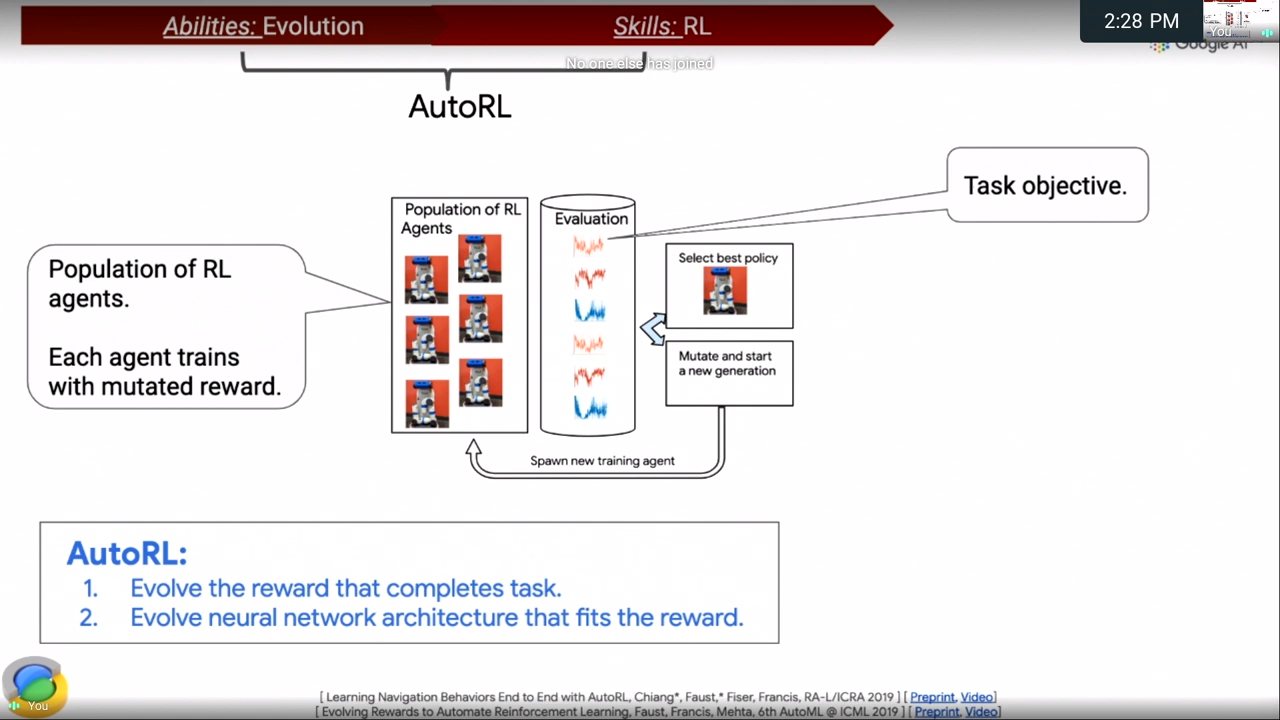 Abilities: Evolution
Skills: RL
2:28 PM
You
Google AI
No one else has joined
AutoRL
Task objective.
Population of RL
Agents
Evaluation
Select best policy
Population of RL
agents.
Each agent trains
with mutated reward.
Mutate and start
a new generation
Spawn new training agent
AutoRL:
1. Evolve the reward that completes task.
2. Evolve neural network architecture that fits the reward.
You
[ Learning Navigation Behaviors End to End with AutoRL, Chiang*, Faust,* Fiser, Francis, RA-L/ICRA 2019 ] [ Preprint, Video]
[ Evolving Rewards to Automate Reinforcement Learning, Faust, Francis, Mehta, 6th AutoML @ ICML 2019 ] [ Preprint, Video]